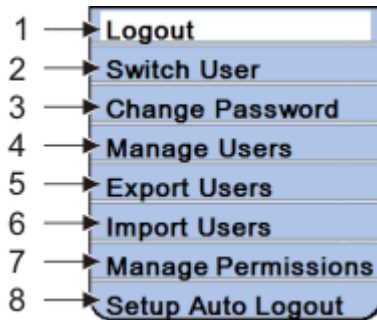 1 Logout
2 Switch User
3 Change Password
4 Manage Users
5 Export Users
6 Import Users
7 Manage Permissions
8 Setup Auto Logout